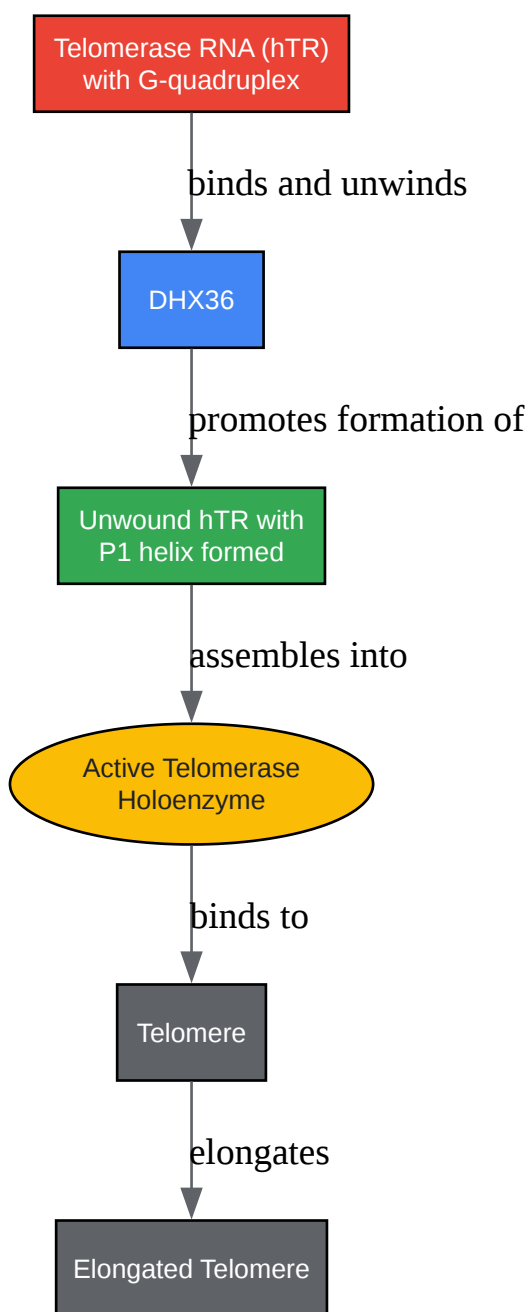 Telomerase RNA (hTR)
with G-quadruplex
binds and unwinds
DHX36
promotes formation of
Unwound hTR with
P1 helix formed
assembles into
Active Telomerase
Holoenzyme
binds to
Telomere
elongates
Elongated Telomere